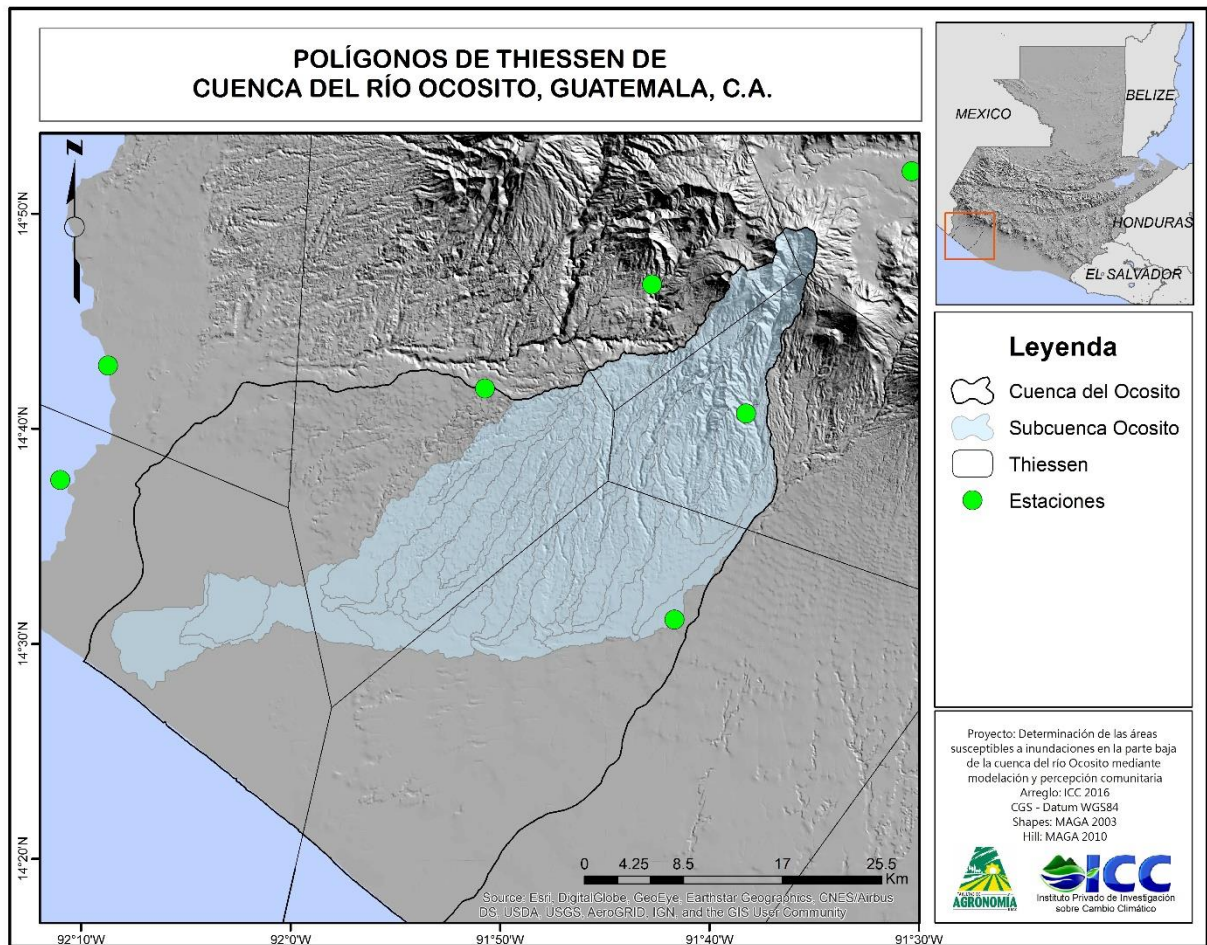 POLÍGONOS DE THIESSEN DE
CUENCA DEL RÍO OCOSITO, GUATEMALA, C.A.
MEXICO
BELIZE
HONDURAS
EL SALVADOR
Z
14°50'N
14°40'N
14°30'N
14°20'N
Leyenda
Cuenca del Ocosito
Subcuenca Ocosito
Thiessen
Estaciones
0 4.25 8.5 17 25.5
Km
Source: Esri, DigitalGlobe, GeoEye, Earthstar Geographics, CNES/Airbus
DS, USDA, USGS, AeroGRID, IGN, and the GIS User Community
92°10'W 92°0'W 91°50'W 91°40'W 91°30'W
Proyecto: Determinación de las áreas
susceptibles a inundaciones en la parte baja
de la cuenca del río Ocosito mediante
modelación y percepción comunitaria
Arreglo: ICC 2016
CGS - Datum WGS84
Shapes: MAGA 2003
Hill: MAGA 2010
FACULTAD DE
AGRONOMÍA
ICC
Instituto Privado de Investigación
sobre Cambio Climático